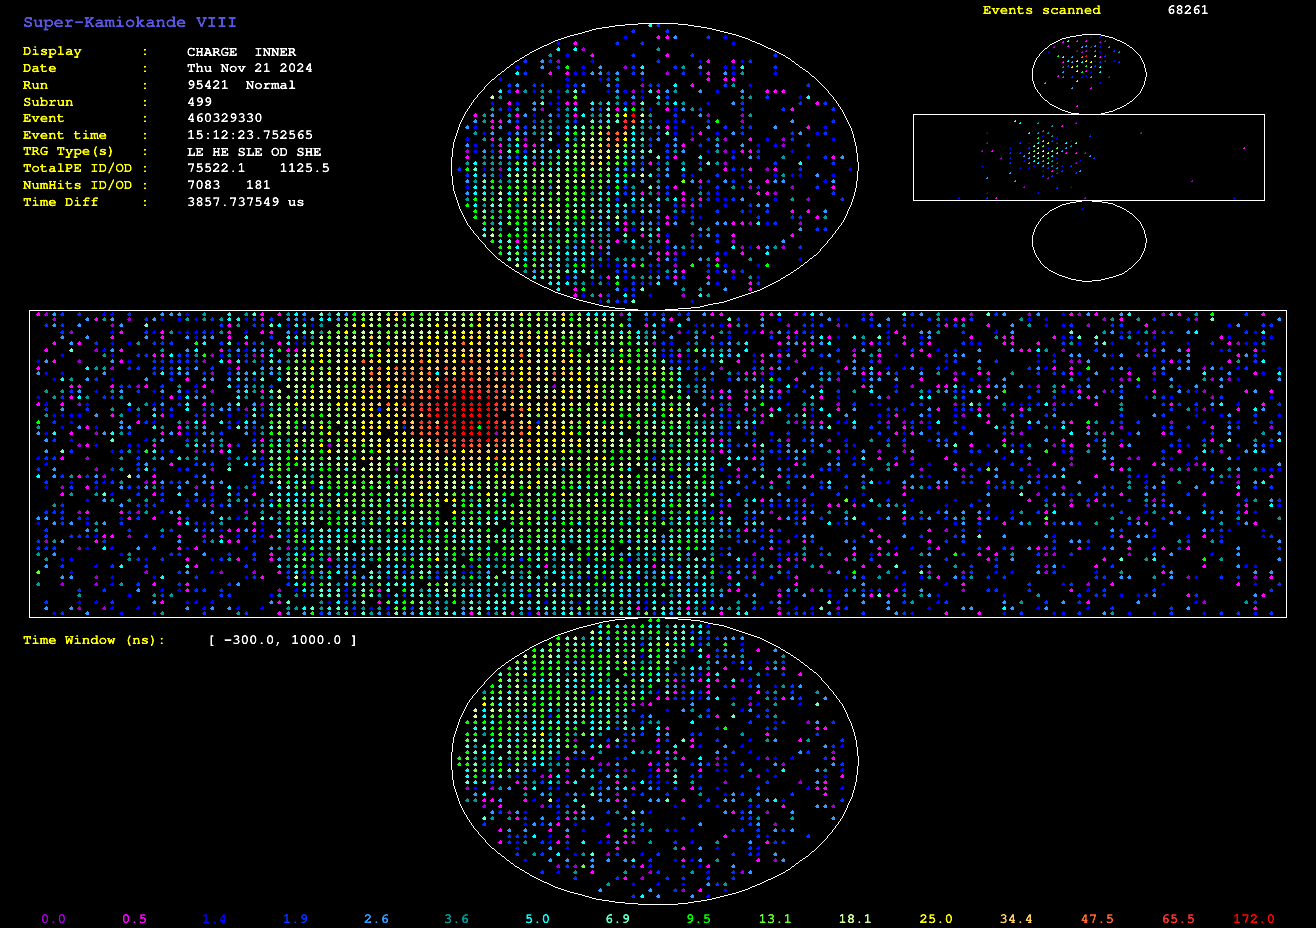 Super-Kamiokande VIII
Events scanned 68261
Display : CHARGE INNER
Date : Thu Nov 21 2024
Run : 95421 Normal
Subrun : 499
Event : 460329330
Event time : 15:12:23.752565
TRG Type(s) : LE HE SLE OD SHE
TotalPE ID/OD : 75522.1 1125.5
NumHits ID/OD : 7083 181
Time Diff : 3857.737549 us
Time Window (ns): [ -300.0, 1000.0 ]
0.0 0.5 1.4 1.9 2.6 3.6 5.0 6.9 9.5 13.1 18.1 25.0 34.4 47.5 65.5 172.0